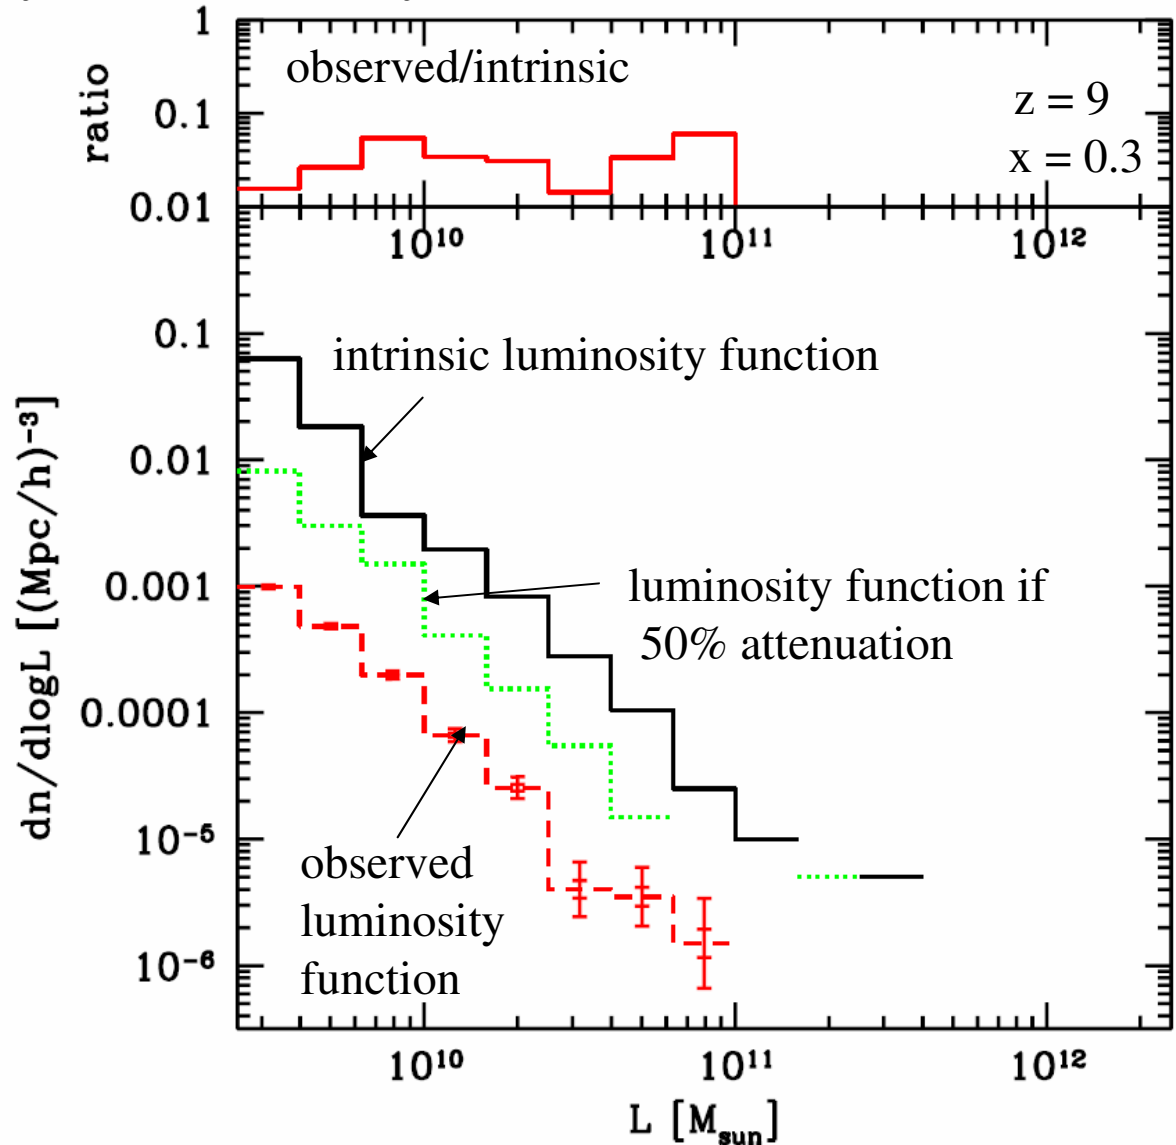 observed/intrinsic
z = 9
x = 0.3
ratio
1
0.1
0.01
10¹⁰
10¹¹
10¹²
intrinsic luminosity function
luminosity function if
50% attenuation
observed
luminosity
function
dn/dlogL [(Mpc/h)⁻³]
0.1
0.01
0.001
0.0001
10⁻⁵
10⁻⁶
10¹⁰
10¹¹
10¹²
L [M_sun]